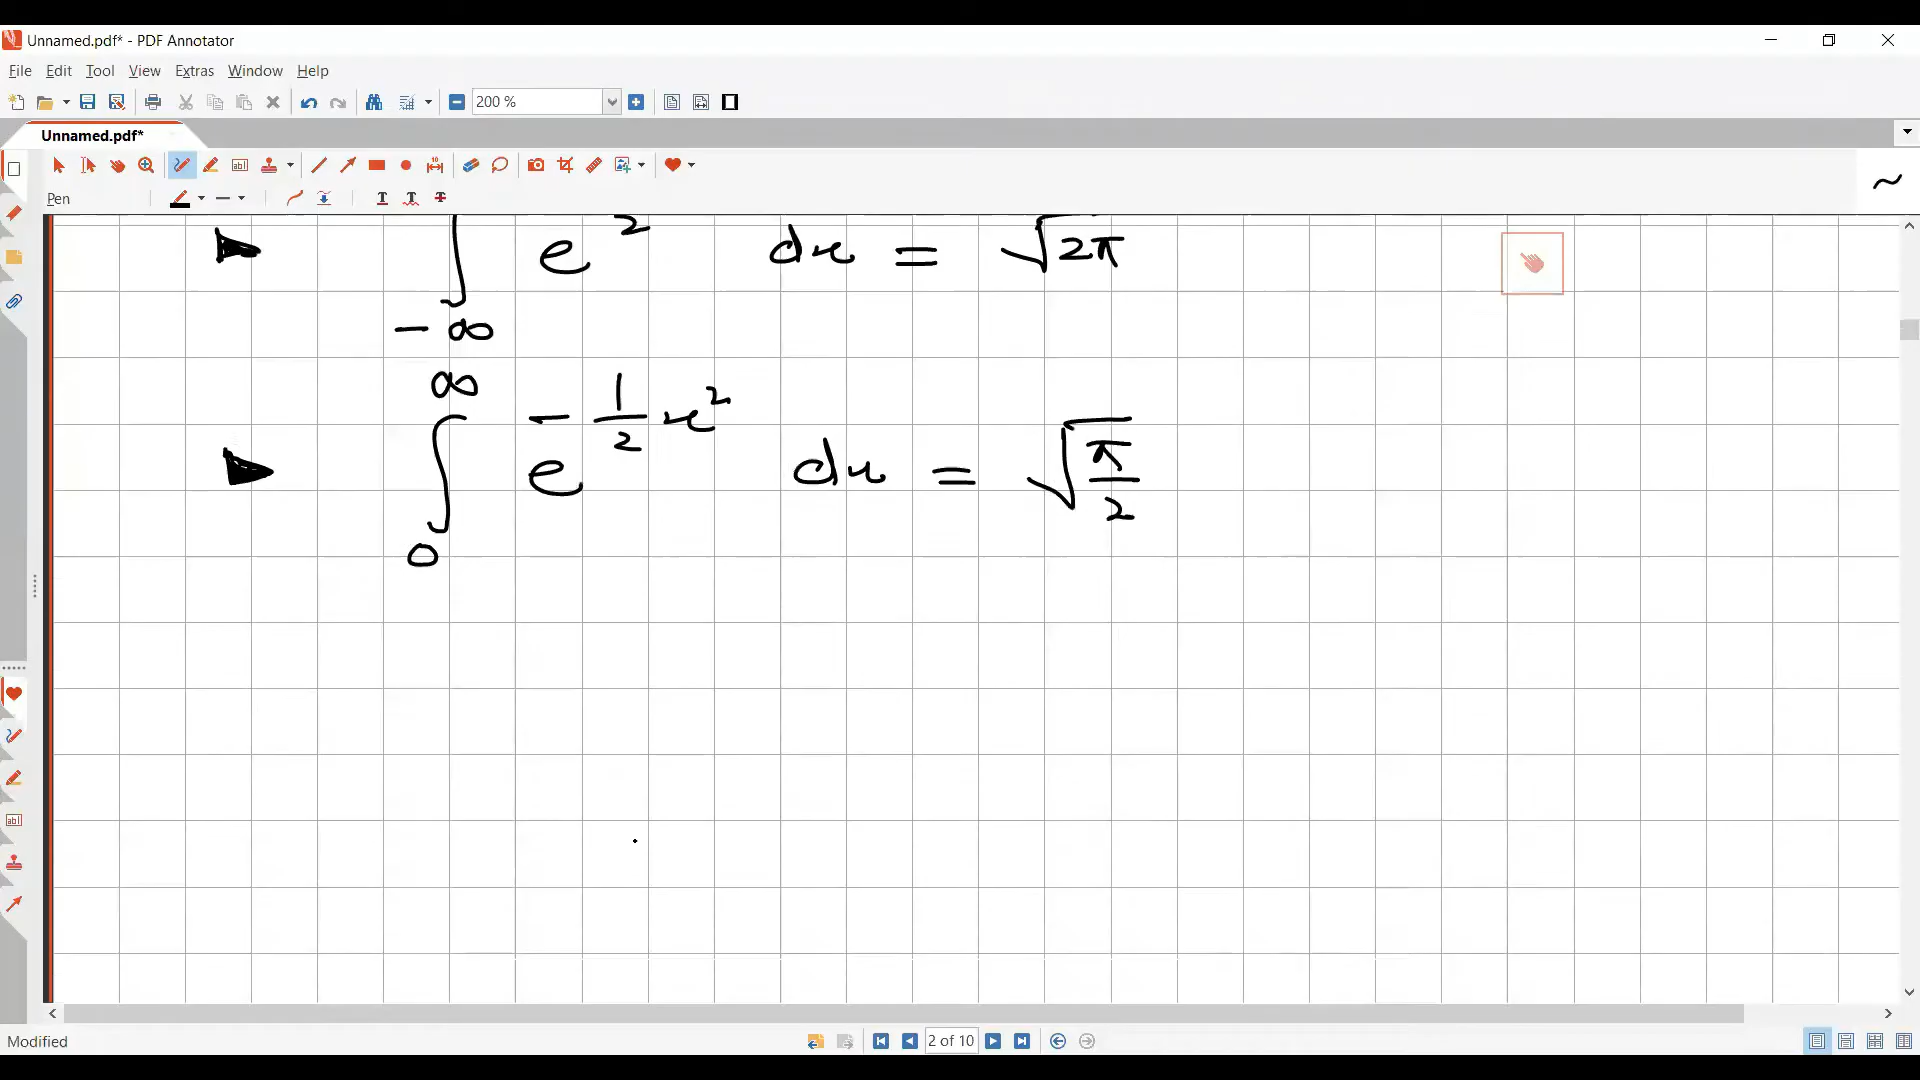 Unnamed.pdf* - PDF Annotator
File Edit Tool View Extras Window Help
200 %
Unnamed.pdf*
Pen
∫ e 2 dx = √2π
-∞
∞
∫ e^{-1/2 x²} dx = √(π/2)
0
Modified
2 of 10